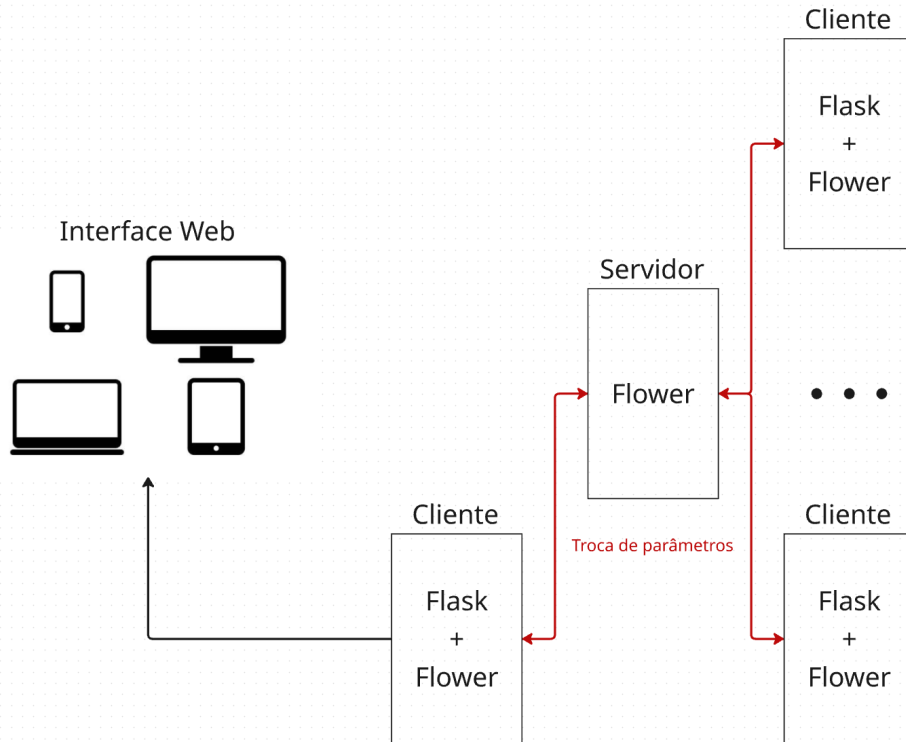 Cliente
Flask
+
Flower
Interface Web
Servidor
Flower
Troca de parâmetros
Cliente
Flask
+
Flower
Cliente
Flask
+
Flower